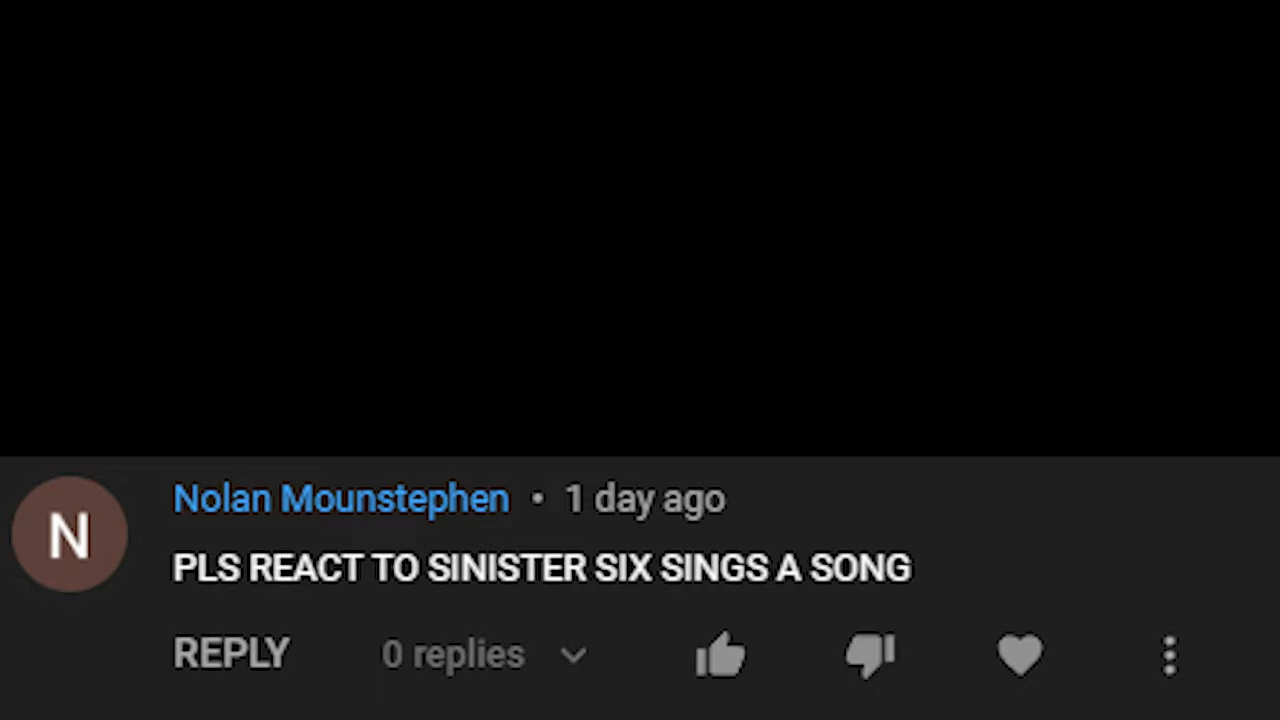 N
Nolan Mounstephen • 1 day ago
PLS REACT TO SINISTER SIX SINGS A SONG
REPLY 0 replies